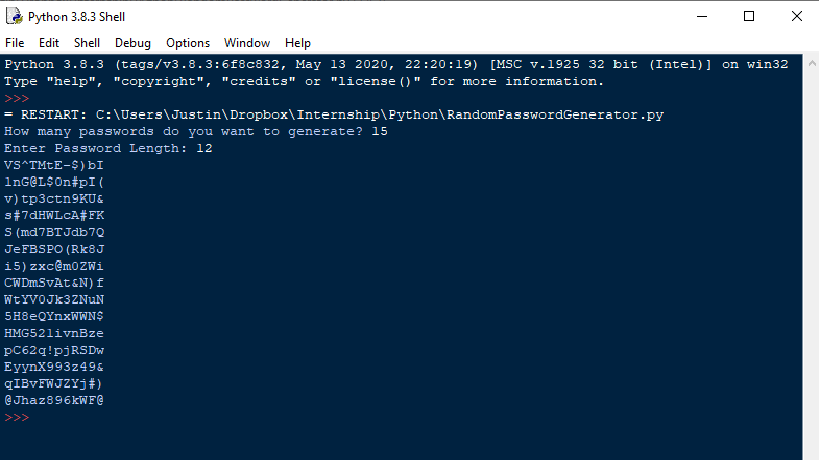 Python 3.8.3 Shell
File Edit Shell Debug Options Window Help
Python 3.8.3 (tags/v3.8.3:6f8c832, May 13 2020, 22:20:19) [MSC v.1925 32 bit (Intel)] on win32
Type "help", "copyright", "credits" or "license()" for more information.
>>>
= RESTART: C:\Users\Justin\Dropbox\Internship\Python\RandomPasswordGenerator.py
How many passwords do you want to generate? 15
Enter Password Length: 12
VS^TMtE-$)bI
1nG@L$On#pI(
v)tp3ctn9KU&
s#7dHWLcA#FK
S(md7BTJdb7Q
JeFBSPO(Rk8J
i5)zxc@m0ZWi
CWDmSvAt&N)f
WtYV0Jk3ZNuN
5H8eQYnxWWN$
HMG521ivnBze
pC62q!pjRSDw
EyynX993z49&
qIBvFWJZYj#)
@Jhaz896kWF@
>>>